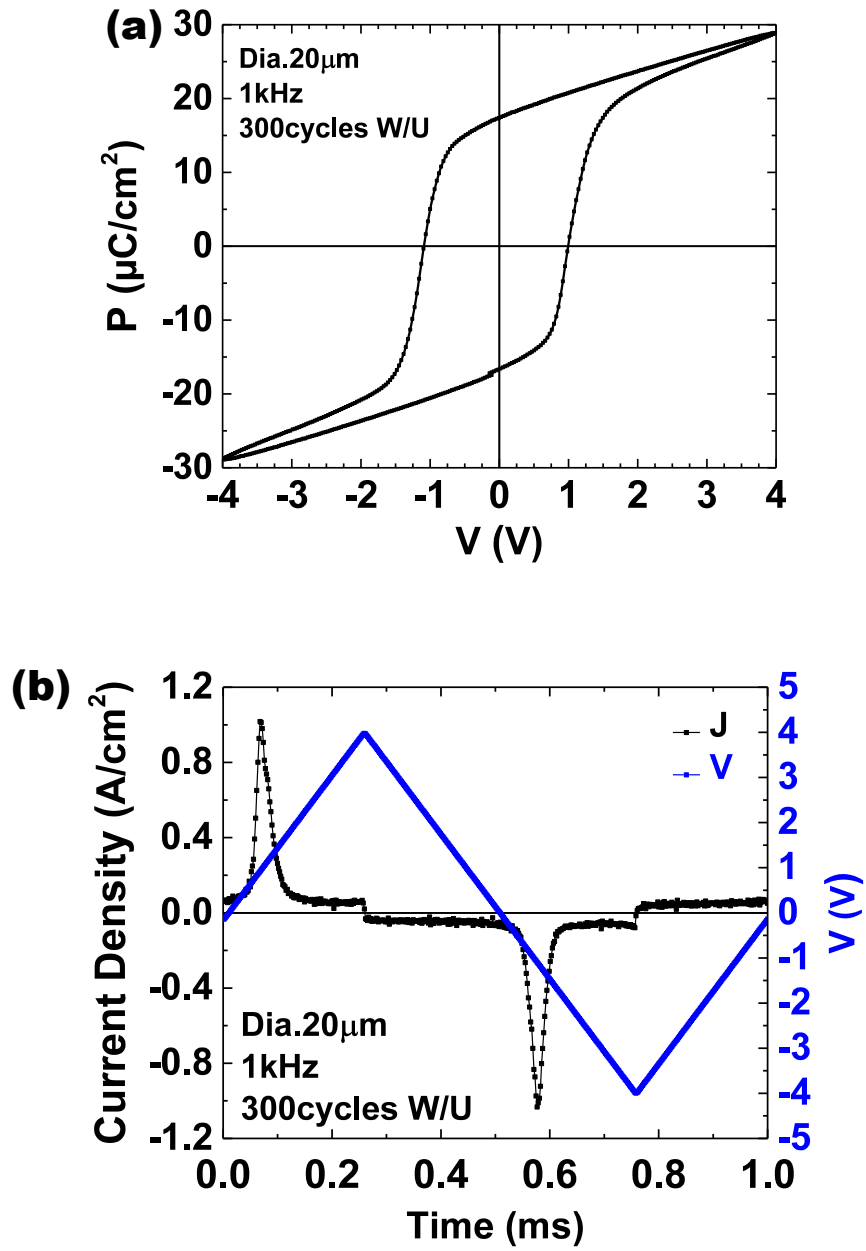 (a)
Dia.20μm
1kHz
300cycles W/U
P (μC/cm²)
30
20
10
0
-10
-20
-30
-4 -3 -2 -1 0 1 2 3 4
V (V)
(b)
Current Density (A/cm²)
1.2
0.8
0.4
0.0
-0.4
-0.8
-1.2
J
V
Dia.20μm
1kHz
300cycles W/U
5
4
3
2
1
0
-1
-2
-3
-4
-5
V (V)
0.0 0.2 0.4 0.6 0.8 1.0
Time (ms)